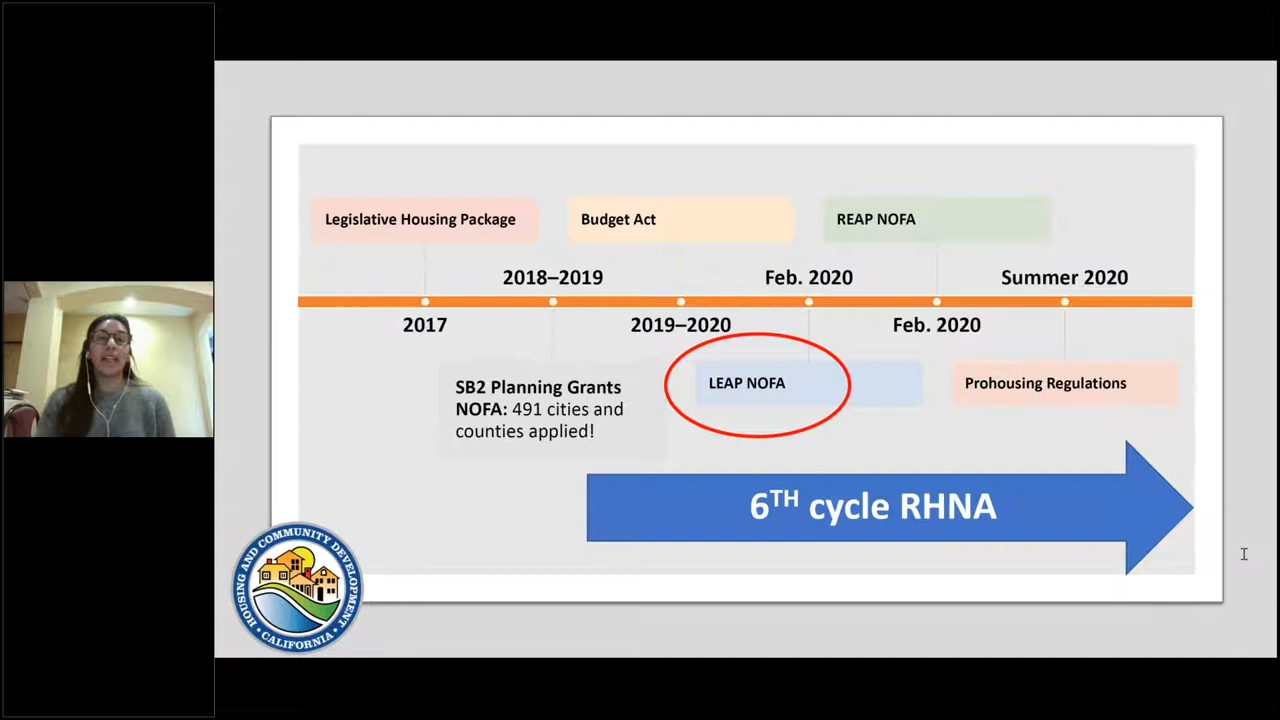 Legislative Housing Package
Budget Act
REAP NOFA
2018–2019
Feb. 2020
Summer 2020
2017
2019–2020
Feb. 2020
SB2 Planning Grants
NOFA: 491 cities and
counties applied!
LEAP NOFA
Prohousing Regulations
6TH cycle RHNA
HOUSING AND COMMUNITY DEVELOPMENT
• CALIFORNIA •